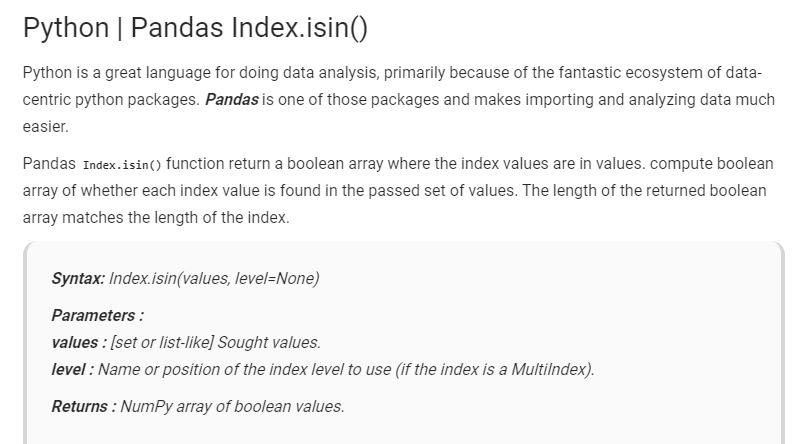 Python | Pandas Index.isin()
Python is a great language for doing data analysis, primarily because of the fantastic ecosystem of data-
centric python packages. Pandas is one of those packages and makes importing and analyzing data much
easier.
Pandas Index.isin() function return a boolean array where the index values are in values. compute boolean
array of whether each index value is found in the passed set of values. The length of the returned boolean
array matches the length of the index.
Syntax: Index.isin(values, level=None)
Parameters :
values : [set or list-like] Sought values.
level : Name or position of the index level to use (if the index is a MultiIndex).
Returns : NumPy array of boolean values.